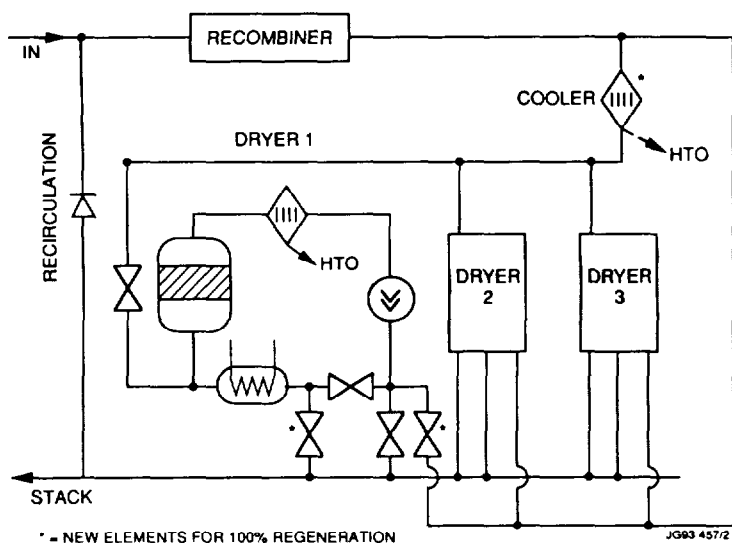 RECOMBINER
IN
COOLER
*
HTO
DRYER 1
RECIRCULATION
HTO
DRYER
2
DRYER
3
*
*
STACK
* = NEW ELEMENTS FOR 100% REGENERATION
JG93 457/2